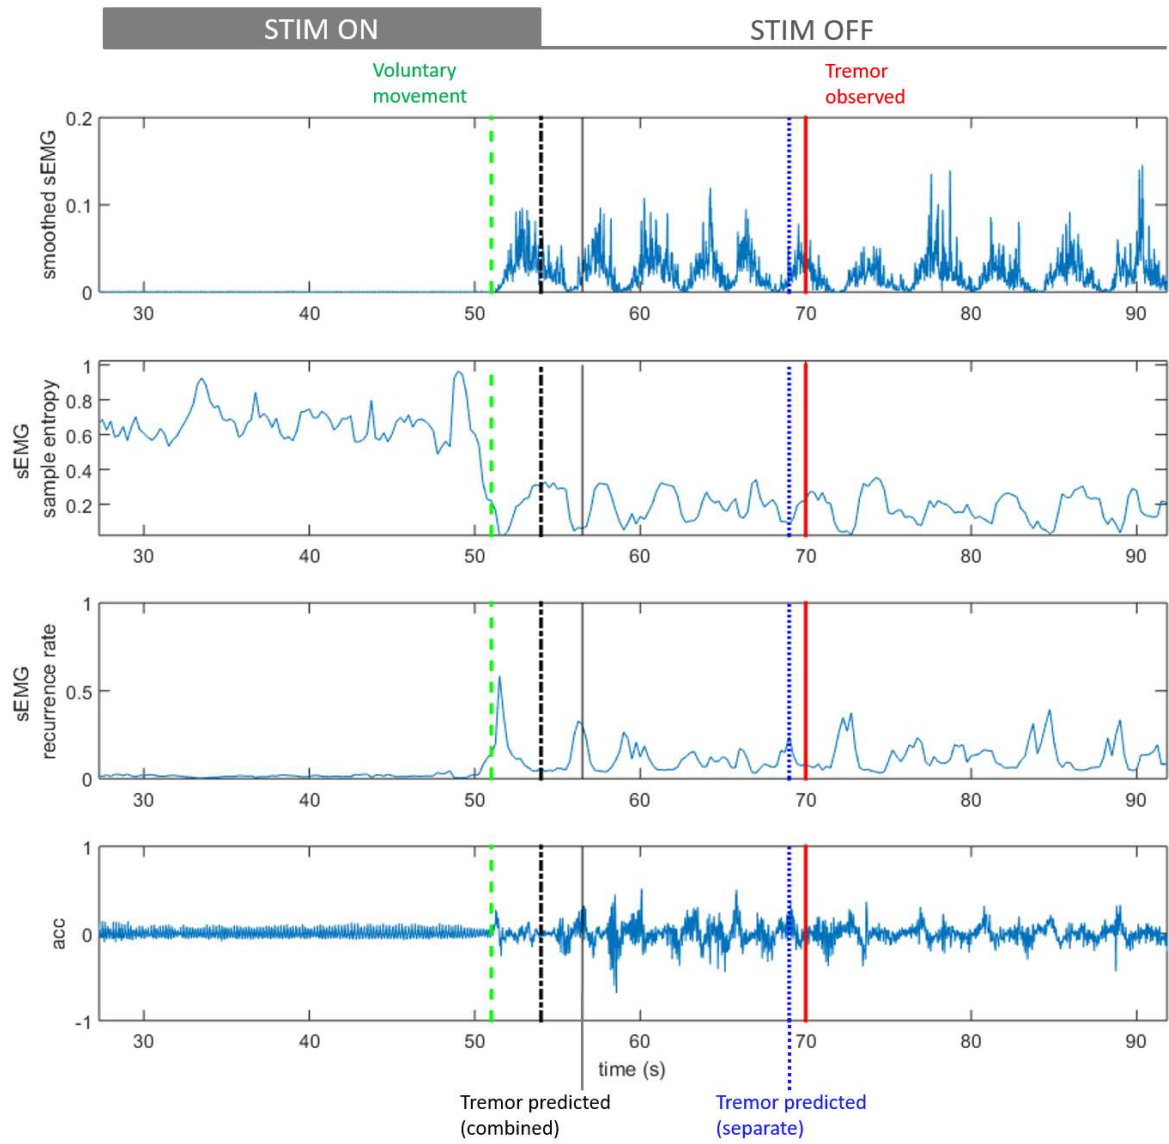 STIM ON
STIM OFF
Voluntary
movement
Tremor
observed
smoothed sEMG
0.2
0.1
0
30 40 50 60 70 80 90
sEMG
sample entropy
1
0.8
0.6
0.4
0.2
30 40 50 60 70 80 90
sEMG
recurrence rate
1
0.5
0
30 40 50 60 70 80 90
acc
1
0
-1
30 40 50 60 70 80 90
time (s)
Tremor predicted
(combined)
Tremor predicted
(separate)